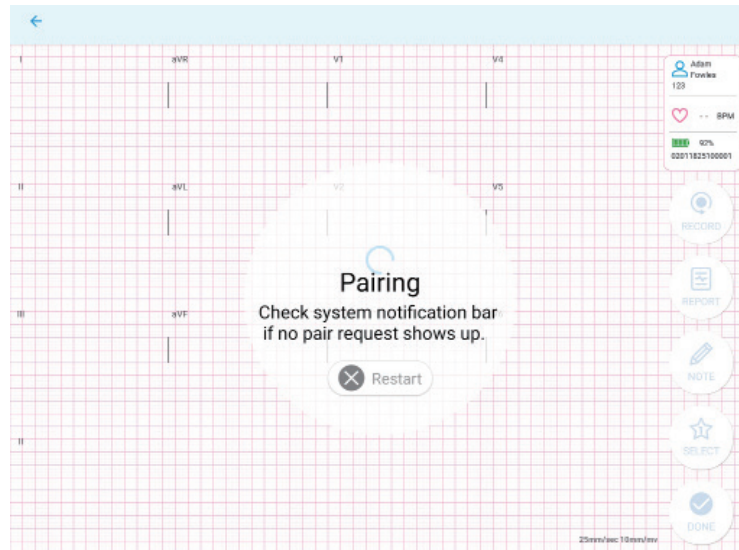 I aVR V1 V4
Adam
Fowles
123
-- BPM
92%
02011825100001
II aVL V2 V5
RECORD
Pairing
Check system notification bar
if no pair request shows up.
REPORT
III aVF
Restart
NOTE
II
SELECT
DONE
25mm/sec 10mm/mv